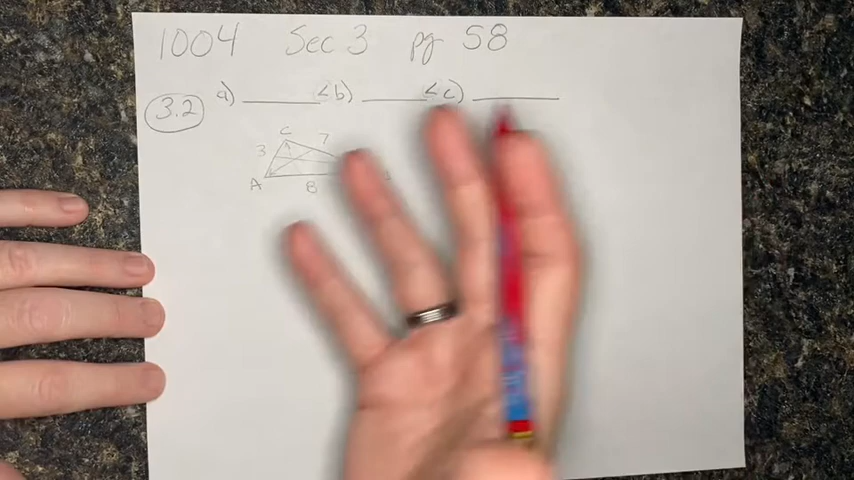 1004 Sec 3 pg 58
3.2 a) ______ <b) ______ <c) ______
C
3 7
A B